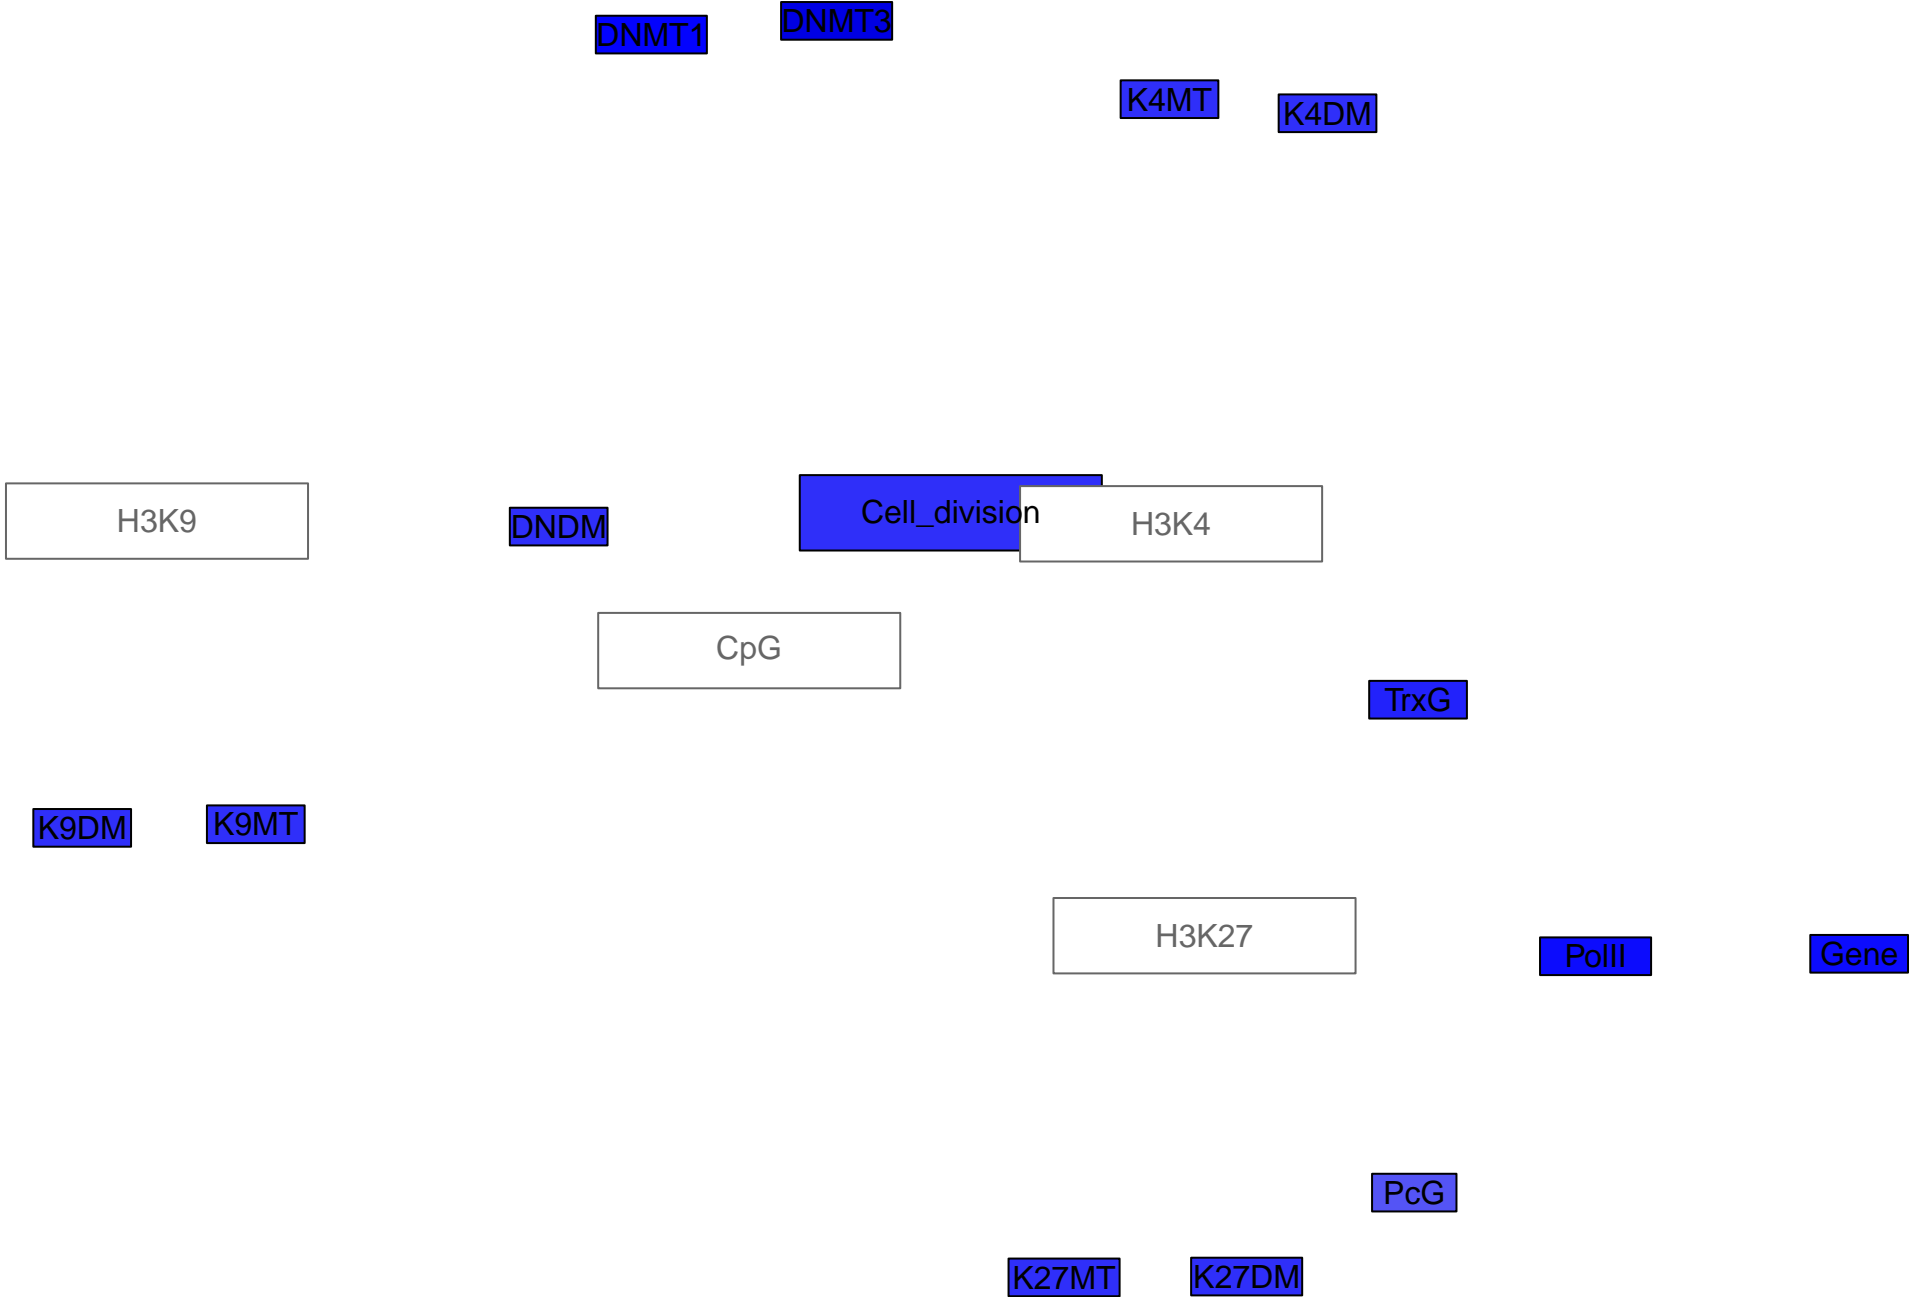 DNMT1
DNMT3
K4MT
K4DM
H3K9
DNDM
Cell_division
H3K4
CpG
TrxG
K9DM
K9MT
H3K27
PolII
Gene
PcG
K27MT
K27DM